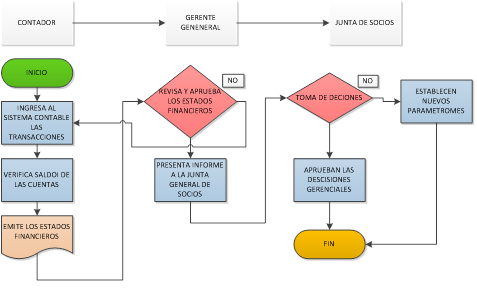 CONTADOR
GERENTE
GENENERAL
JUNTA DE SOCIOS
INICIO
INGRESA AL
SISTEMA CONTABLE
LAS
TRANSACCIONES
VERIFICA SALDOI DE
LAS CUENTAS
EMITE LOS ESTADOS
FINANCIEROS
REVISA Y APRUEBA
LOS ESTADOS
FINANCIEROS
NO
PRESENTA INFORME
A LA JUNTA
GENERAL DE
SOCIOS
TOMA DE DECIONES
NO
APRUEBAN LAS
DESCISIONES
GERENCIALES
FIN
ESTABLECEN
NUEVOS
PARAMETROMES